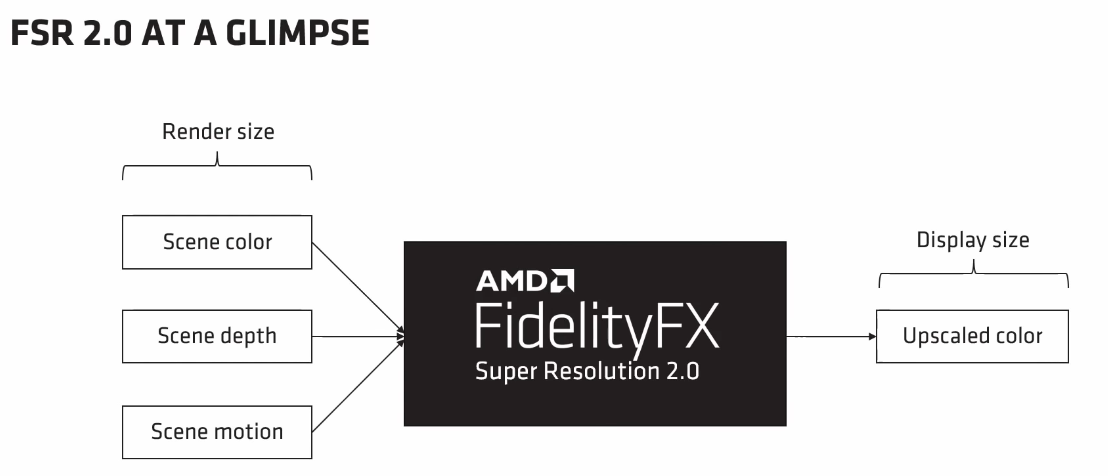 FSR 2.0 AT A GLIMPSE
Render size
Scene color
Scene depth
Scene motion
AMD
FidelityFX
Super Resolution 2.0
Display size
Upscaled color